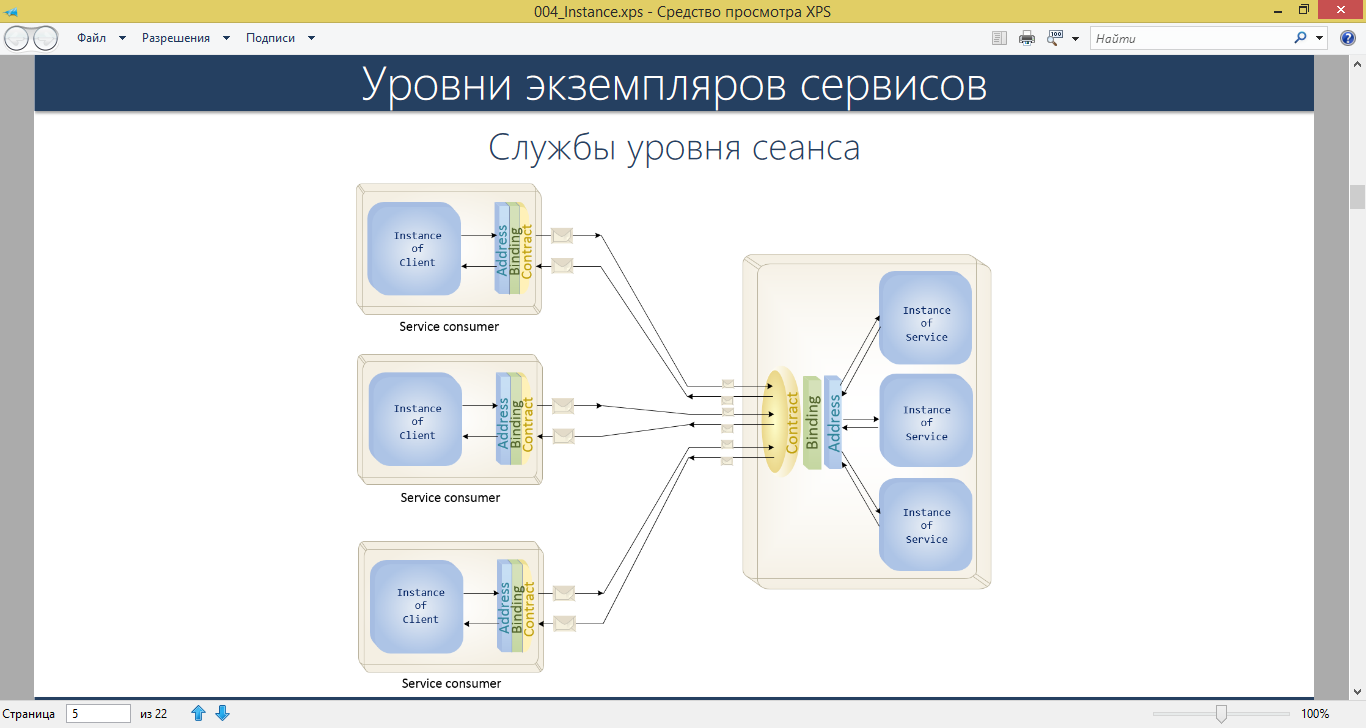 004_Instance.xps - Средство просмотра XPS
Файл Разрешения Подписи
100
Найти
?
Уровни экземпляров сервисов
Службы уровня сеанса
Instance
of
Client
Address
Binding
Contract
Service consumer
Instance
of
Client
Address
Binding
Contract
Service consumer
Instance
of
Client
Address
Binding
Contract
Service consumer
Contract
Binding
Address
Instance
of
Service
Instance
of
Service
Instance
of
Service
Страница 5 из 22
100%